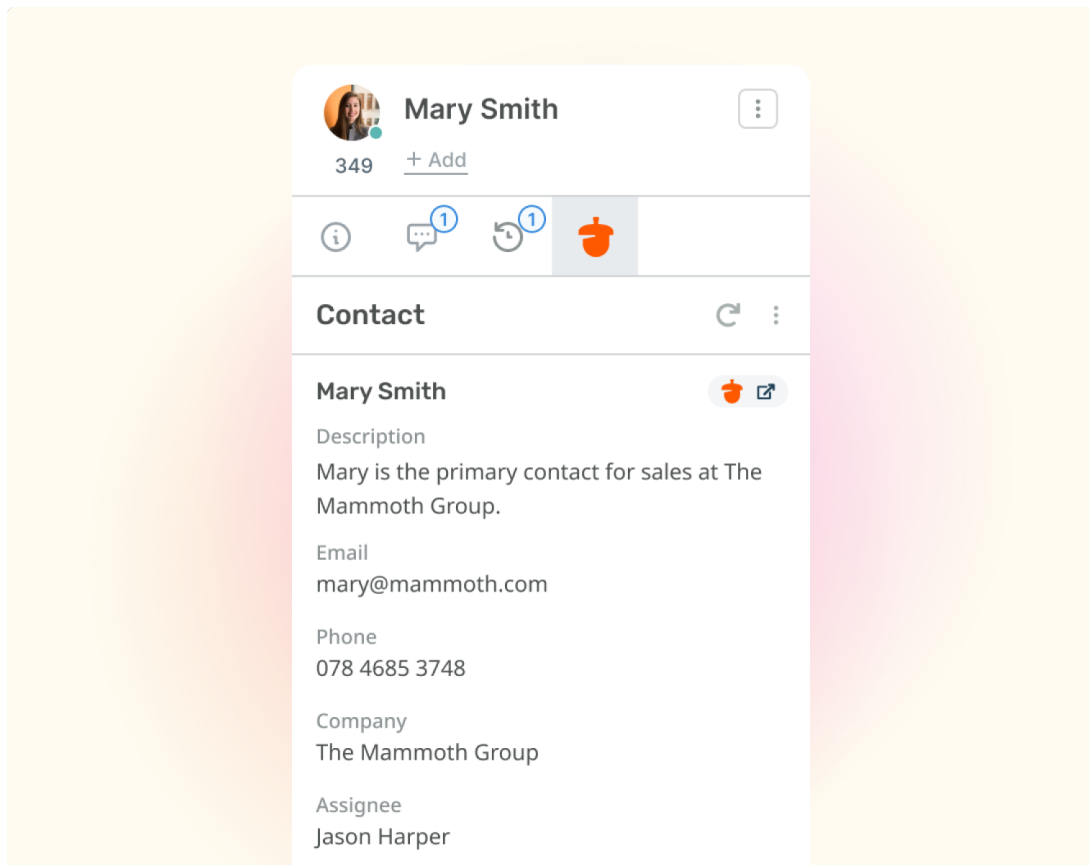 Mary Smith
349
+ Add
1
1
Contact
Mary Smith
Description
Mary is the primary contact for sales at The
Mammoth Group.
Email
mary@mammoth.com
Phone
078 4685 3748
Company
The Mammoth Group
Assignee
Jason Harper